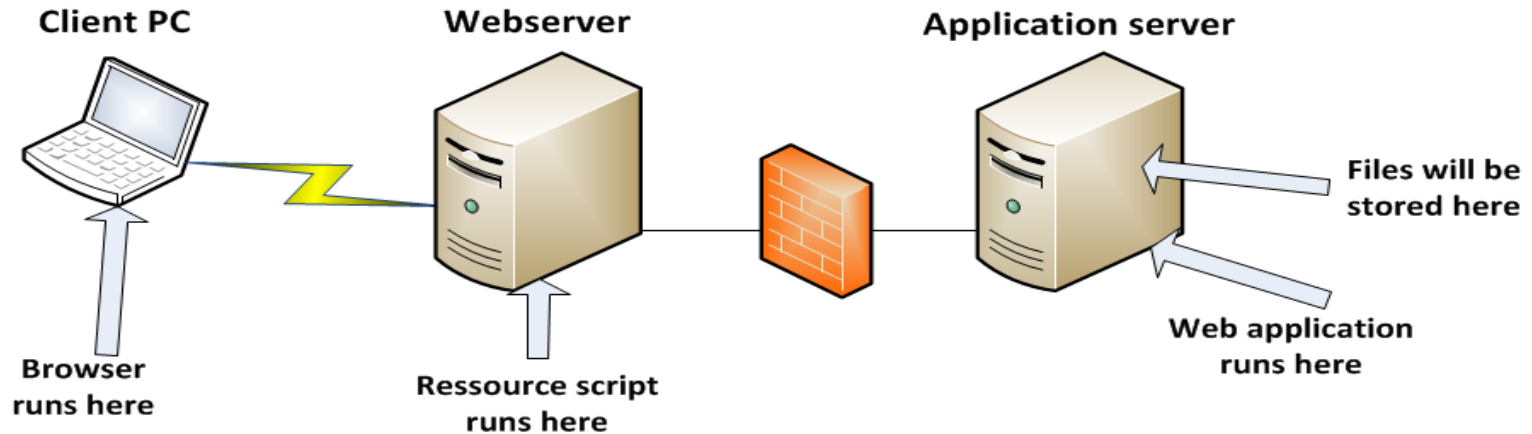 Client PC
Webserver
Application server
Files will be
stored here
Web application
runs here
Browser
runs here
Ressource script
runs here